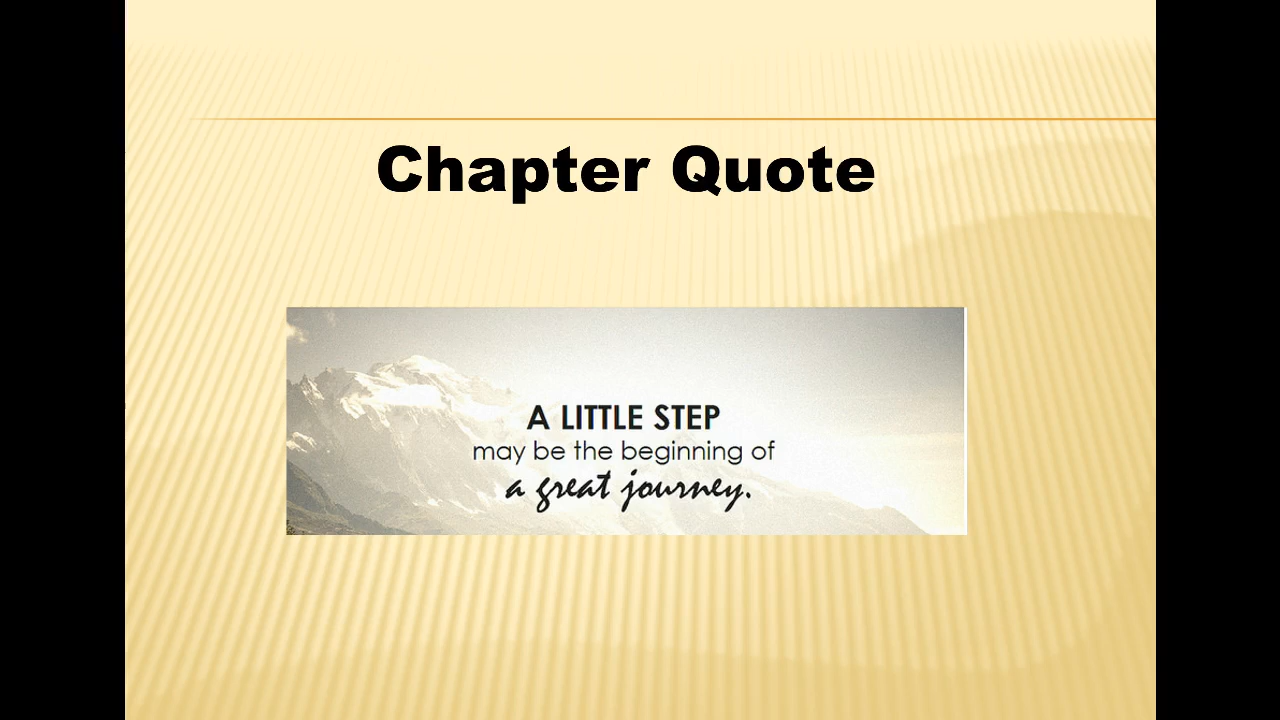 Chapter Quote
A LITTLE STEP
may be the beginning of
a great journey.